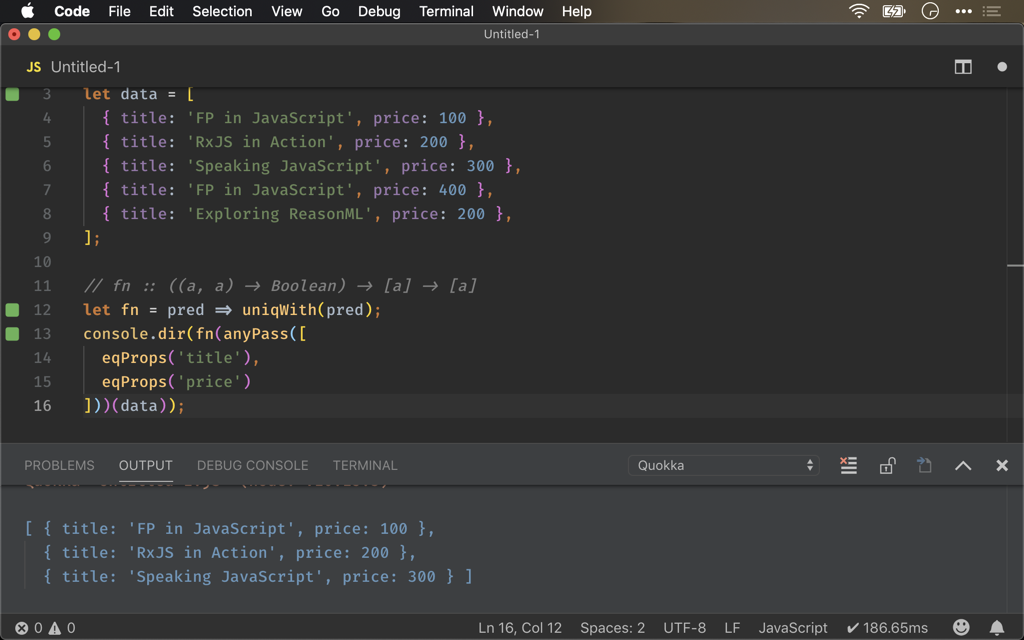 Code File Edit Selection View Go Debug Terminal Window Help
Untitled-1
JS Untitled-1
3 let data = [
4 { title: 'FP in JavaScript', price: 100 },
5 { title: 'RxJS in Action', price: 200 },
6 { title: 'Speaking JavaScript', price: 300 },
7 { title: 'FP in JavaScript', price: 400 },
8 { title: 'Exploring ReasonML', price: 200 },
9 ];
10
11 // fn :: ((a, a) → Boolean) → [a] → [a]
12 let fn = pred ⇒ uniqWith(pred);
13 console.dir(fn(anyPass([
14 eqProps('title'),
15 eqProps('price')
16 ]))(data));
PROBLEMS OUTPUT DEBUG CONSOLE TERMINAL Quokka
[ { title: 'FP in JavaScript', price: 100 },
{ title: 'RxJS in Action', price: 200 },
{ title: 'Speaking JavaScript', price: 300 } ]
0 0 Ln 16, Col 12 Spaces: 2 UTF-8 LF JavaScript ✔ 186.65ms